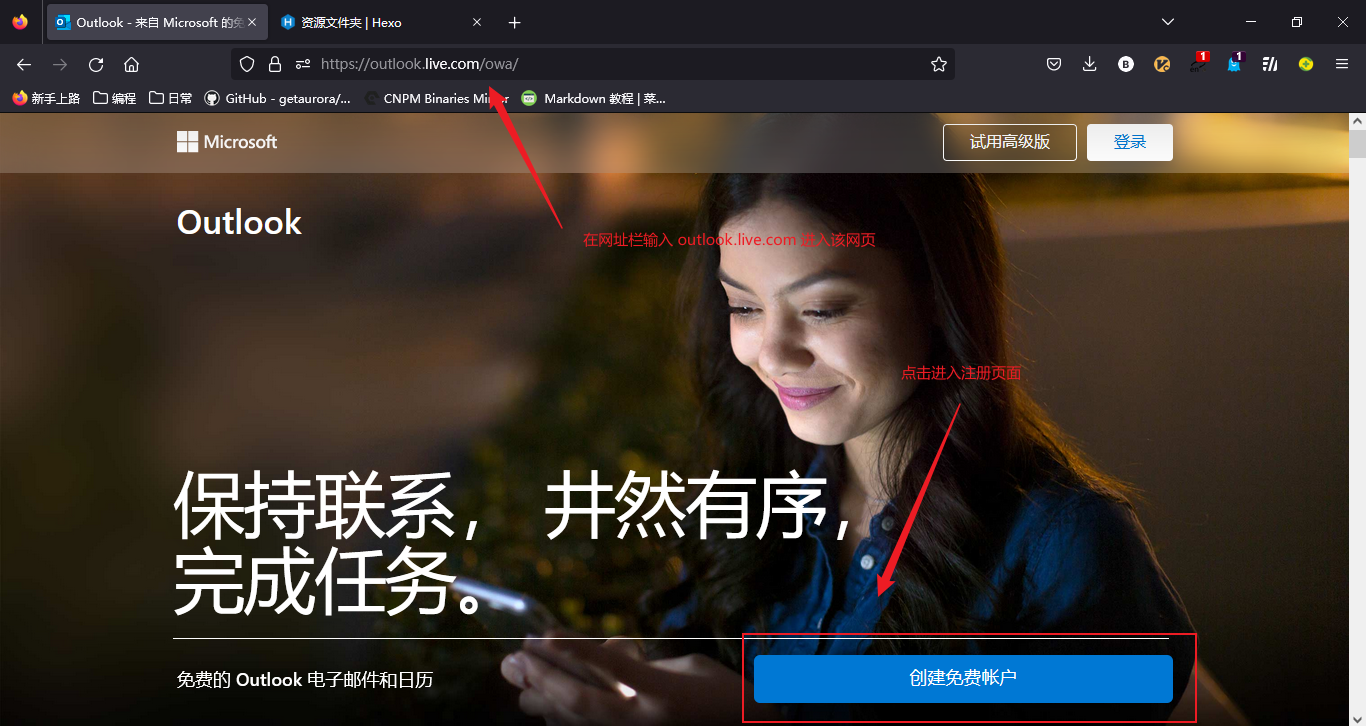 Outlook - 来自 Microsoft 的免
资源文件夹 | Hexo
https://outlook.live.com/owa/
B
1
1
新手上路
编程
日常
GitHub - getaurora/...
CNPM Binaries Mirror
Markdown 教程 | 菜...
Microsoft
试用高级版
登录
Outlook
在网址栏输入 outlook.live.com 进入该网页
点击进入注册页面
保持联系， 井然有序，
完成任务。
免费的 Outlook 电子邮件和日历
创建免费帐户